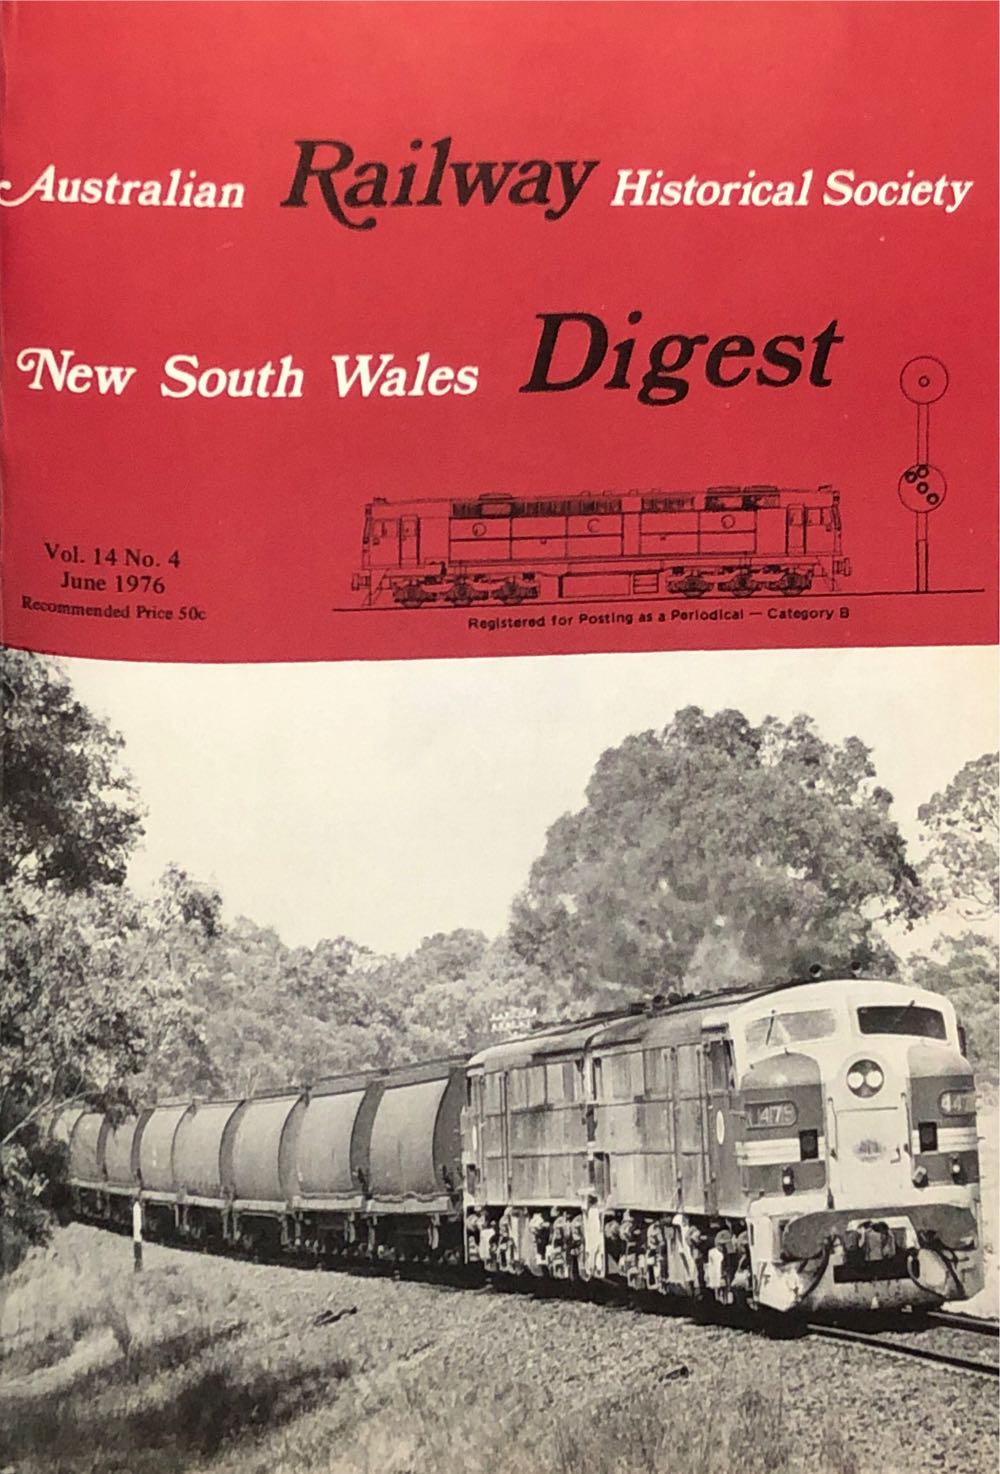 Australian Railway Historical Society
New South Wales Digest
Vol. 14 No. 4
June 1976
Recommended Price 50c
Registered for Posting as a Periodical — Category B